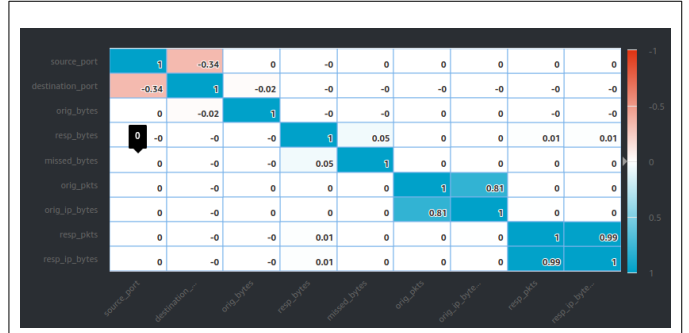 source_port 1 -0.34 0 -0 0 0 0 0 0
destination_port -0.34 1 -0.02 -0 -0 -0 -0 -0 -0
orig_bytes 0 -0.02 1 -0 -0 0 0 -0 -0
resp_bytes -0 -0 -0 1 0.05 0 0 0.01 0.01
0
missed_bytes 0 -0 -0 0.05 1 0 0 0 0
orig_pkts 0 -0 0 0 0 1 0.81 0 0
orig_ip_bytes 0 -0 0 0 0 0.81 1 0 0
resp_pkts 0 -0 -0 0.01 0 0 0 1 0.99
resp_ip_bytes 0 -0 -0 0.01 0 0 0 0.99 1
source_port destination_... orig_bytes resp_bytes missed_bytes orig_pkts orig_ip_byte... resp_pkts resp_ip_byte...
-1
-0.5
0
0.5
1